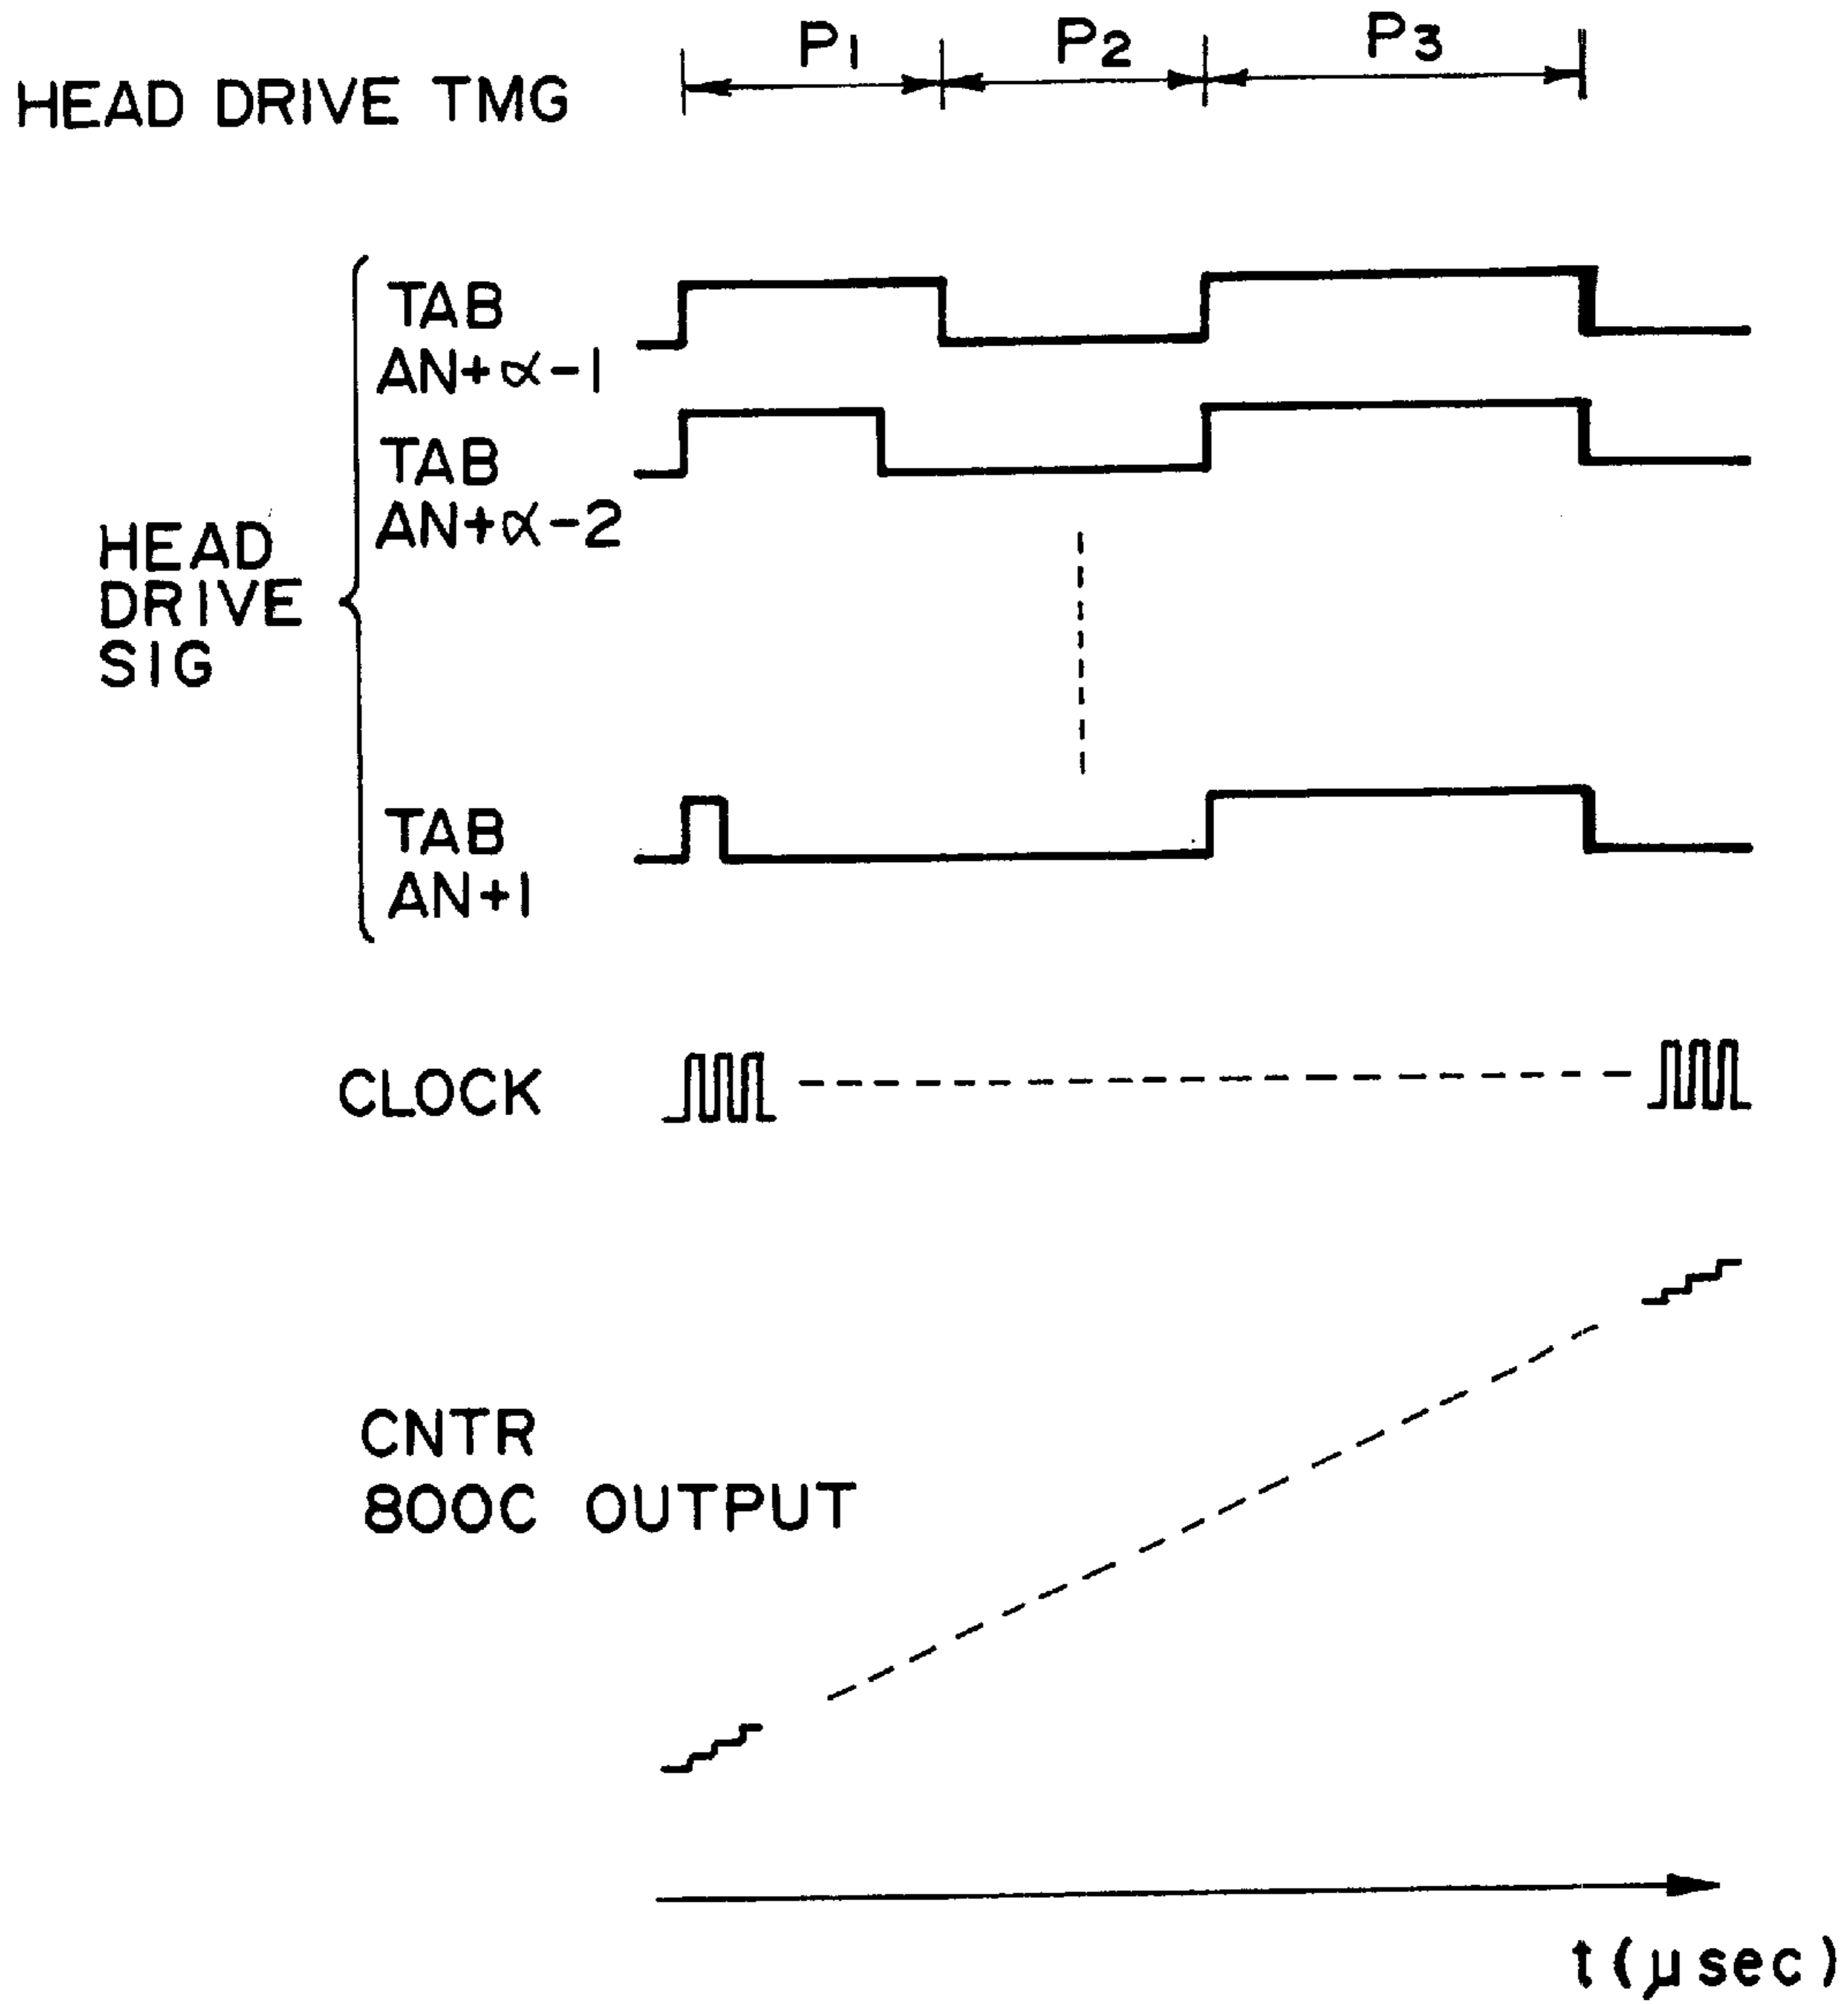 P1 P2 P3
HEAD DRIVE TMG
TAB
AN+α-1
TAB
AN+α-2
HEAD
DRIVE
SIG
TAB
AN+1
CLOCK
CNTR
800C OUTPUT
t(μsec)